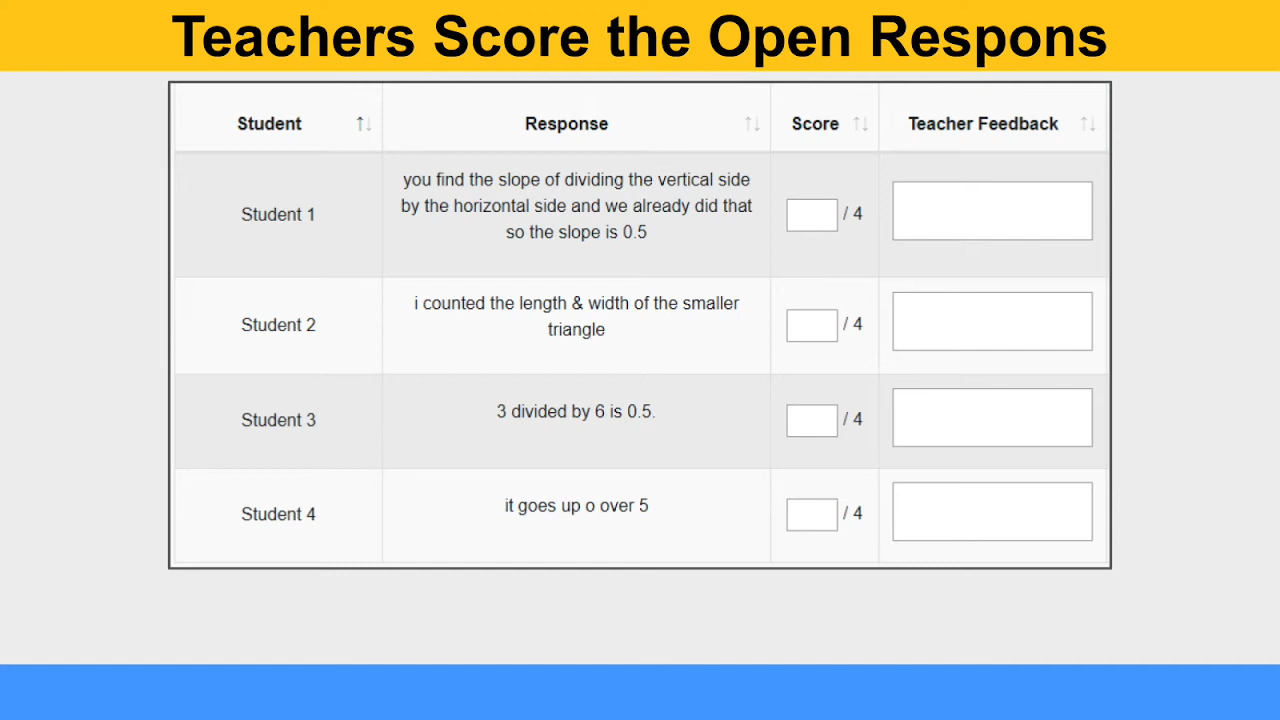 Teachers Score the Open Respons
Student Response Score Teacher Feedback
Student 1
you find the slope of dividing the vertical side
by the horizontal side and we already did that
so the slope is 0.5
/ 4
Student 2
i counted the length & width of the smaller
triangle
/ 4
Student 3
3 divided by 6 is 0.5.
/ 4
Student 4
it goes up o over 5
/ 4